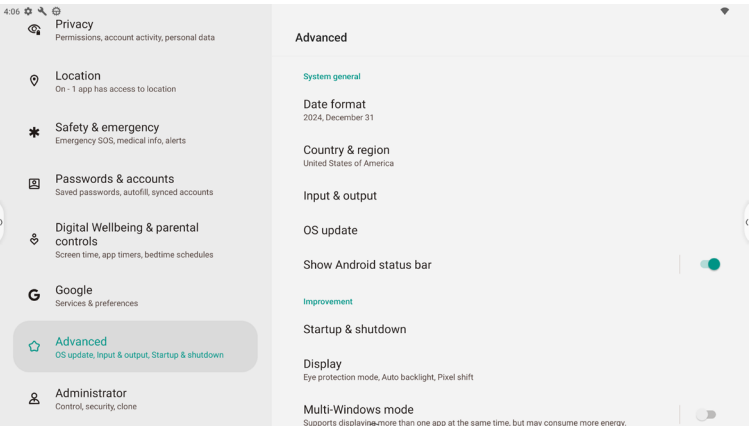 4:06
Privacy
Permissions, account activity, personal data
Location
On - 1 app has access to location
Safety & emergency
Emergency SOS, medical info, alerts
Passwords & accounts
Saved passwords, autofill, synced accounts
Digital Wellbeing & parental
controls
Screen time, app timers, bedtime schedules
Google
Services & preferences
Advanced
OS update, Input & output, Startup & shutdown
Administrator
Control, security, clone
Advanced
System general
Date format
2024, December 31
Country & region
United States of America
Input & output
OS update
Show Android status bar
Improvement
Startup & shutdown
Display
Eye protection mode, Auto backlight, Pixel shift
Multi-Windows mode
Supports displaying more than one app at the same time, but may consume more energy.